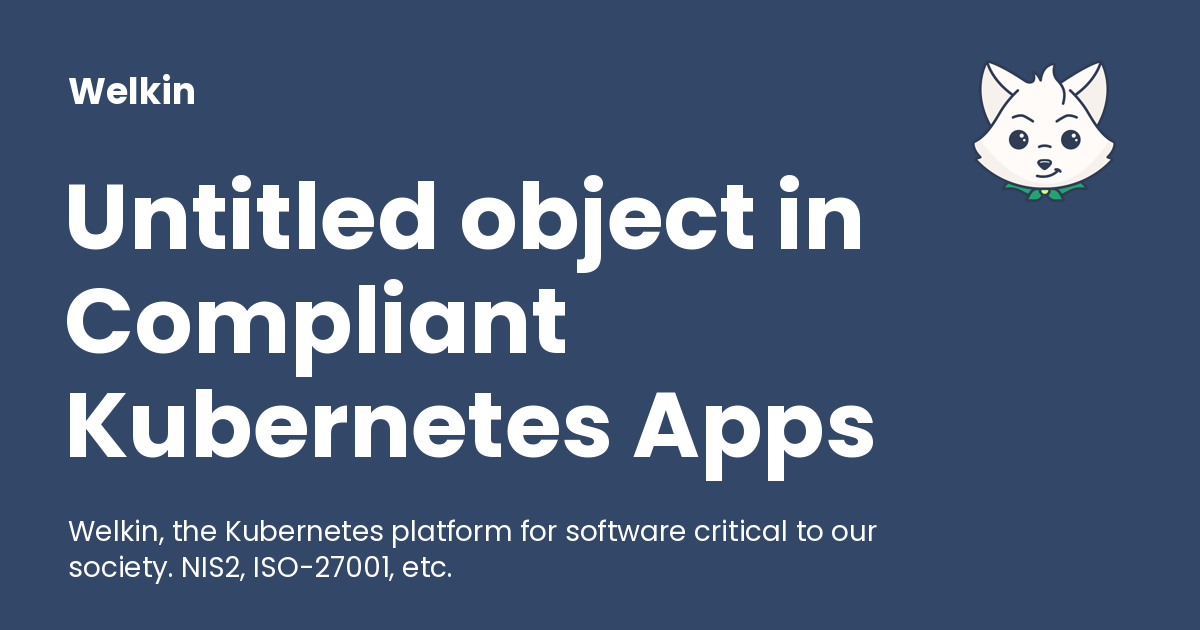 Welkin
Untitled object in
Compliant
Kubernetes Apps
Welkin, the Kubernetes platform for software critical to our
society. NIS2, ISO-27001, etc.